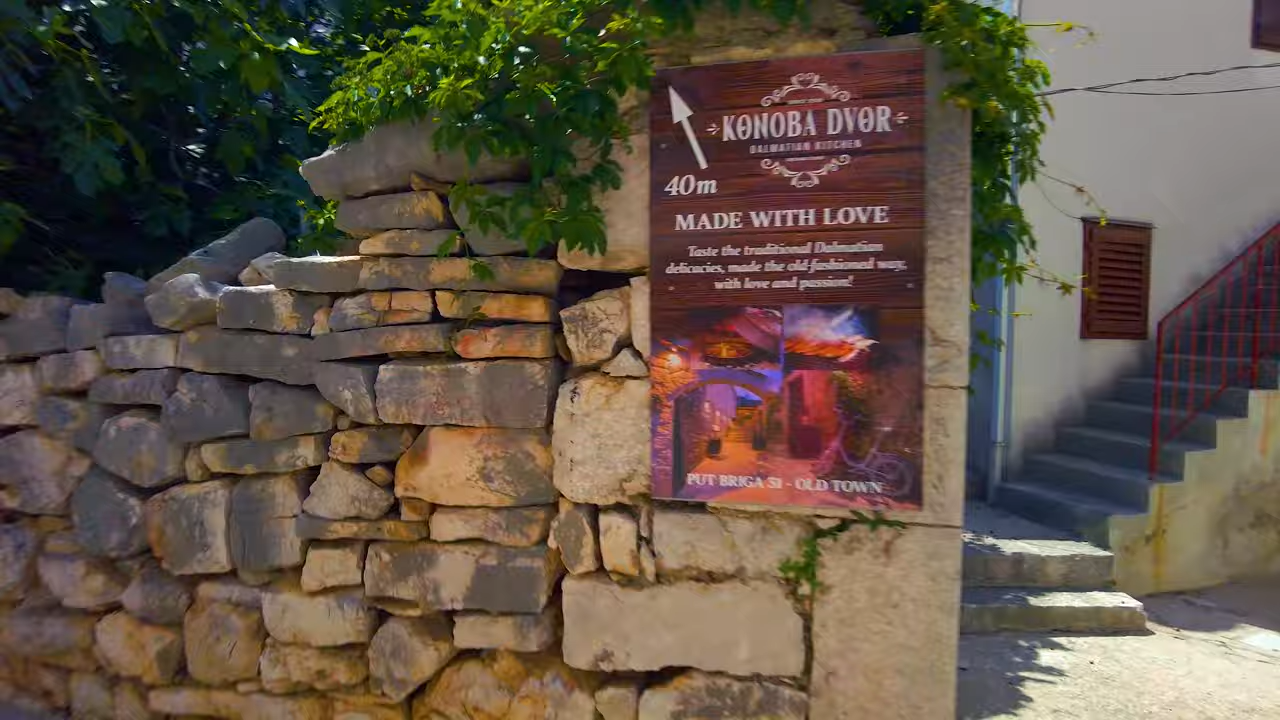 KONOBA DVOR
DALMATIAN KITCHEN
40m
MADE WITH LOVE
Taste the traditional Dalmatian
delicacies, made the old fashioned way,
with love and passion!
PUT BRIGA 51 - OLD TOWN